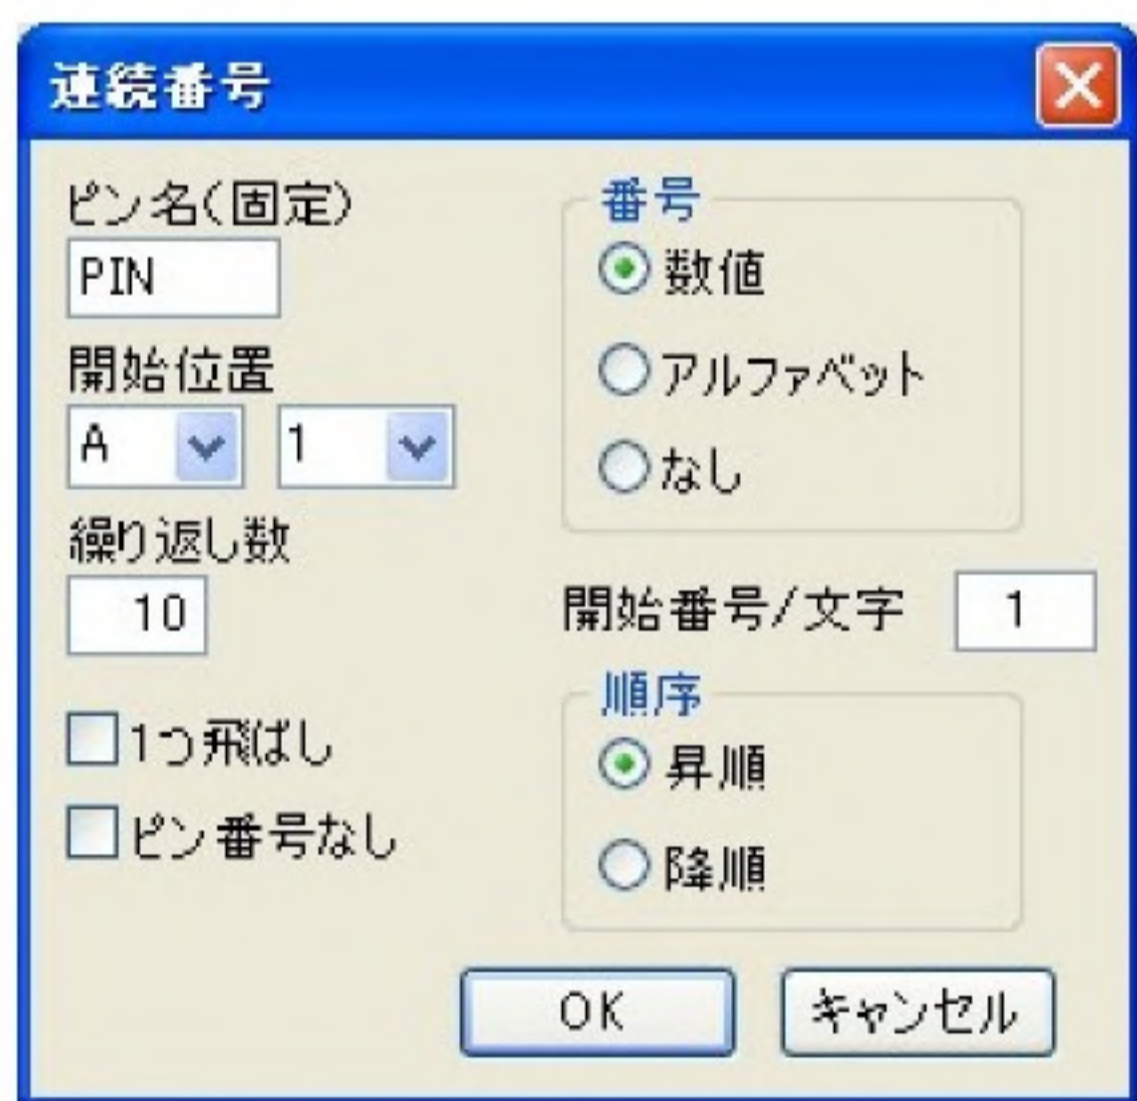 連続番号
ピン名(固定)
PIN
開始位置
A 1
繰り返し数
10
1つ飛ばし
ピン番号なし
番号
数値
アルファベット
なし
開始番号/文字 1
順序
昇順
降順
OK キャンセル